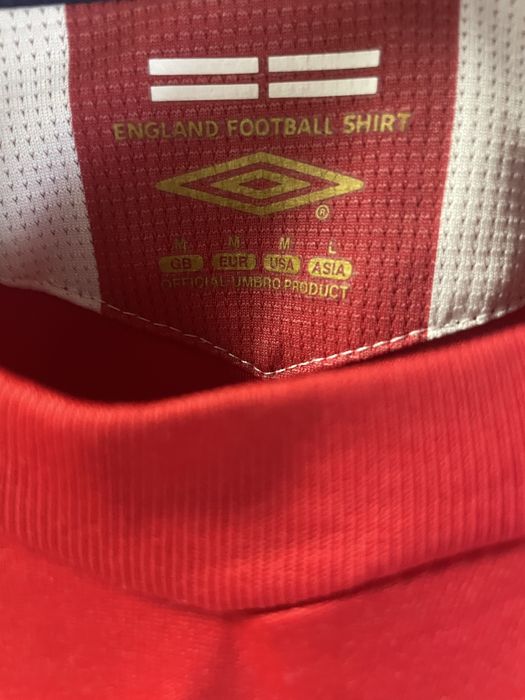 ENGLAND FOOTBALL SHIRT
®
M M M L
GB EUR USA ASIA
OFFICIAL UMBRO PRODUCT